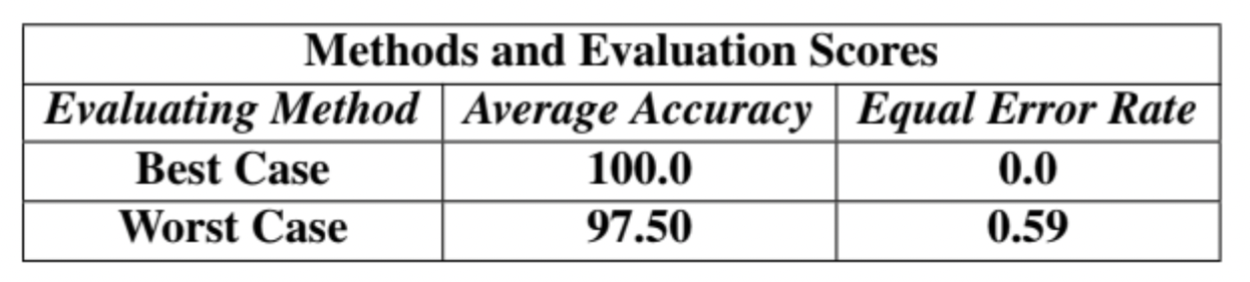 Methods and Evaluation Scores
Evaluating Method Average Accuracy Equal Error Rate
Best Case 100.0 0.0
Worst Case 97.50 0.59